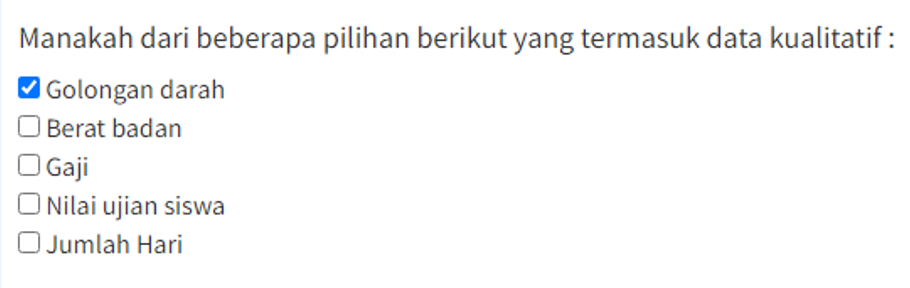 Manakah dari beberapa pilihan berikut yang termasuk data kualitatif :
Golongan darah
Berat badan
Gaji
Nilai ujian siswa
Jumlah Hari